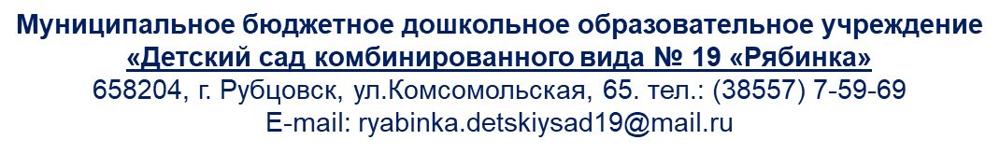 Муниципальное бюджетное дошкольное образовательное учреждение
«Детский сад комбинированного вида № 19 «Рябинка»
658204, г. Рубцовск, ул.Комсомольская, 65. тел.: (38557) 7-59-69
E-mail: ryabinka.detskiysad19@mail.ru